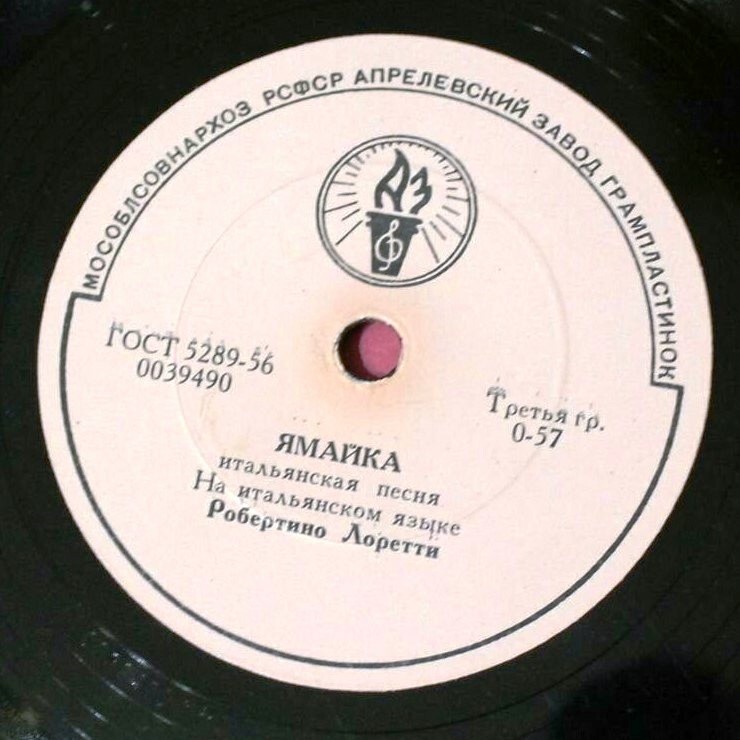 МОСОБЛСОВНАРХОЗ РСФСР АПРЕЛЕВСКИЙ ЗАВОД ГРАМПЛАСТИНОК
АЗ
ГОСТ 5289-56
0039490
Третья гр.
0-57
ЯМАЙКА
итальянская песня
На итальянском языке
Робертино Лоретти